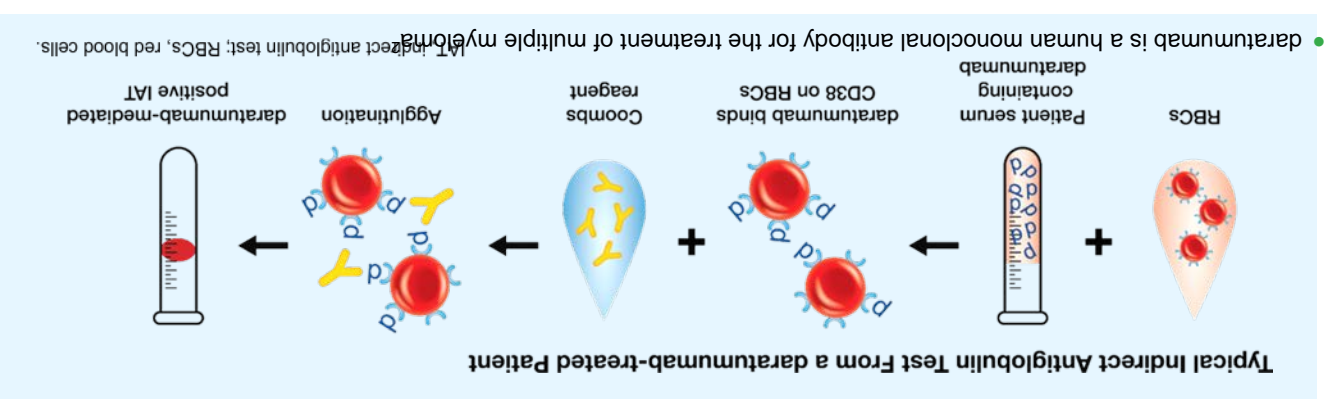 Typical Indirect Antiglobulin Test From a daratumumab-treated Patient
RBCs
Patient serum
containing
daratumumab
daratumumab binds
CD38 on RBCs
Coombs
reagent
Agglutination
daratumumab-mediated
positive IAT
• daratumumab is a human monoclonal antibody for the treatment of multiple myeloma
IAT, indirect antiglobulin test; RBCs, red blood cells.